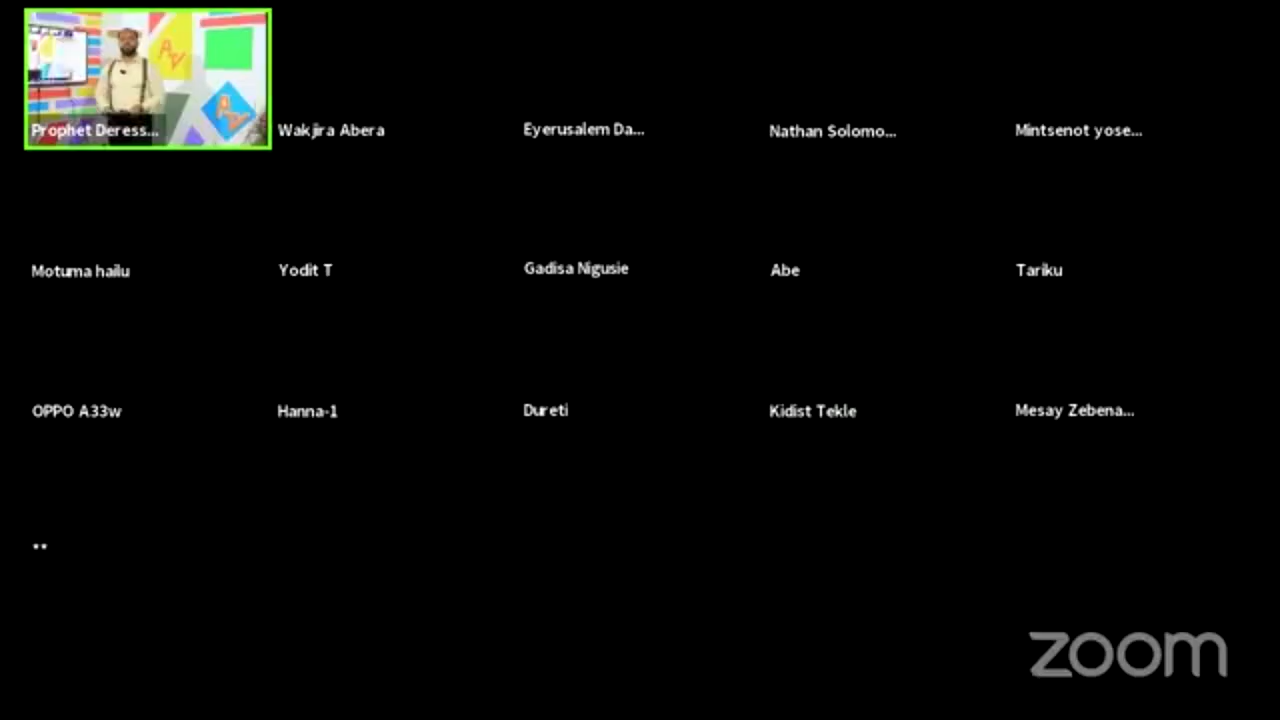 Prophet Deress...
Wakjira Abera
Eyerusalem Da...
Nathan Solomo...
Mintsenot yose...
Motuma hailu
Yodit T
Gadisa Nigusie
Abe
Tariku
OPPO A33w
Hanna-1
Dureti
Kidist Tekle
Mesay Zebena...
**
zoom